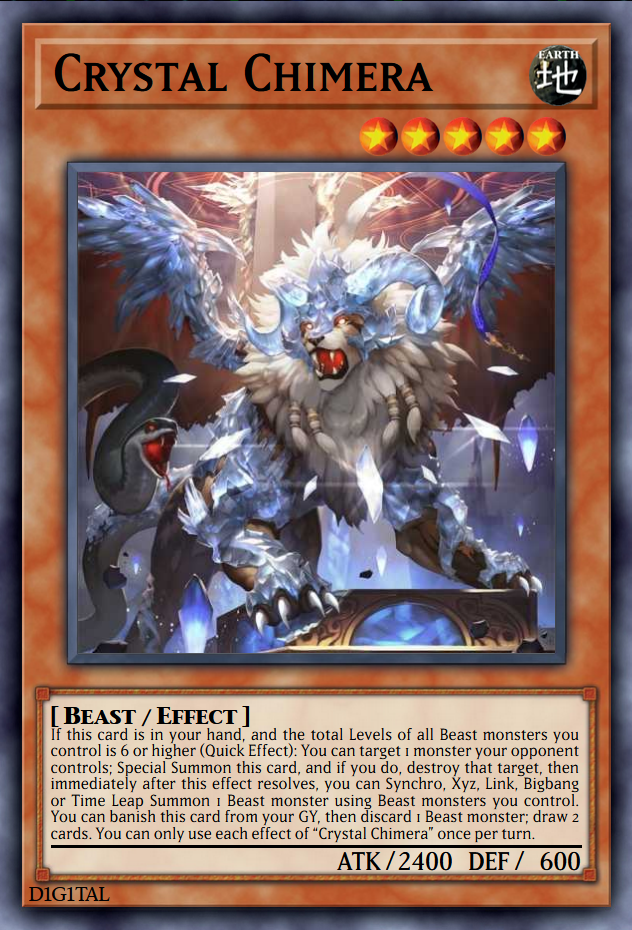 Crystal Chimera
EARTH
地
[ Beast / Effect ]
If this card is in your hand, and the total Levels of all Beast monsters you
control is 6 or higher (Quick Effect): You can target 1 monster your opponent
controls; Special Summon this card, and if you do, destroy that target, then
immediately after this effect resolves, you can Synchro, Xyz, Link, Bigbang
or Time Leap Summon 1 Beast monster using Beast monsters you control.
You can banish this card from your GY, then discard 1 Beast monster; draw 2
cards. You can only use each effect of “Crystal Chimera” once per turn.
ATK / 2400 DEF / 600
D1G1TAL